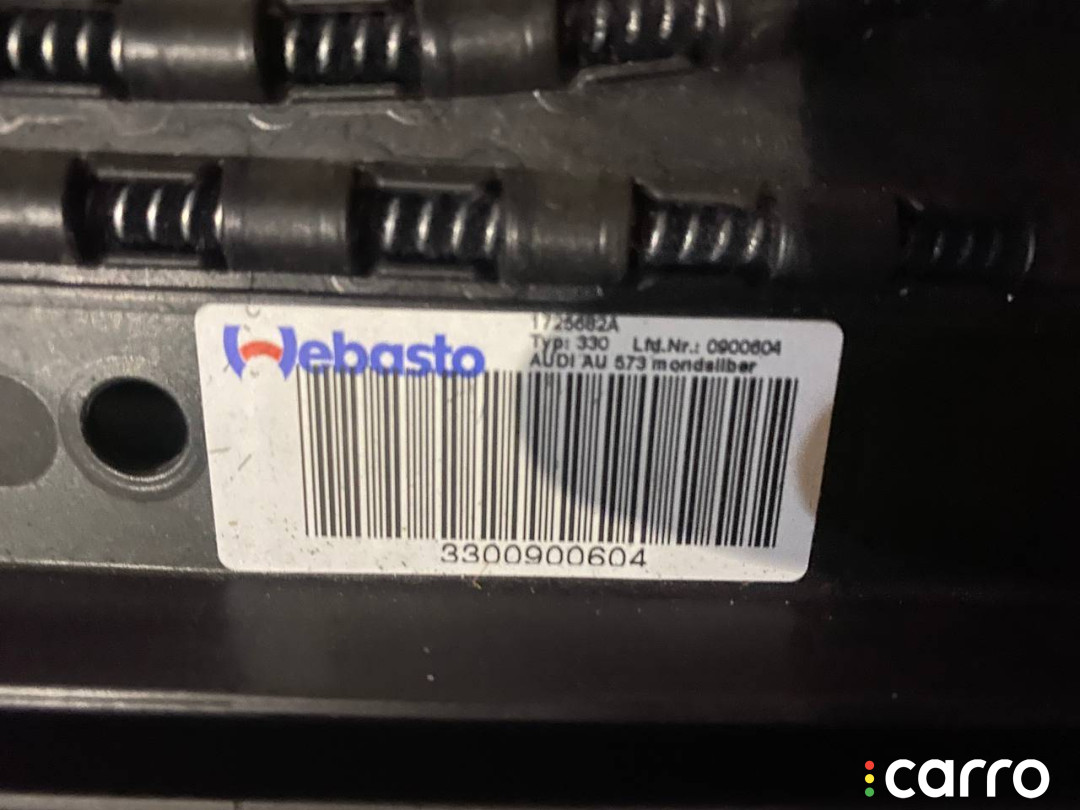 Webasto
1725682A
Typ: 330 Lfd.Nr.: 0900604
AUDI AU 573 mondsilber
3300900604
carro